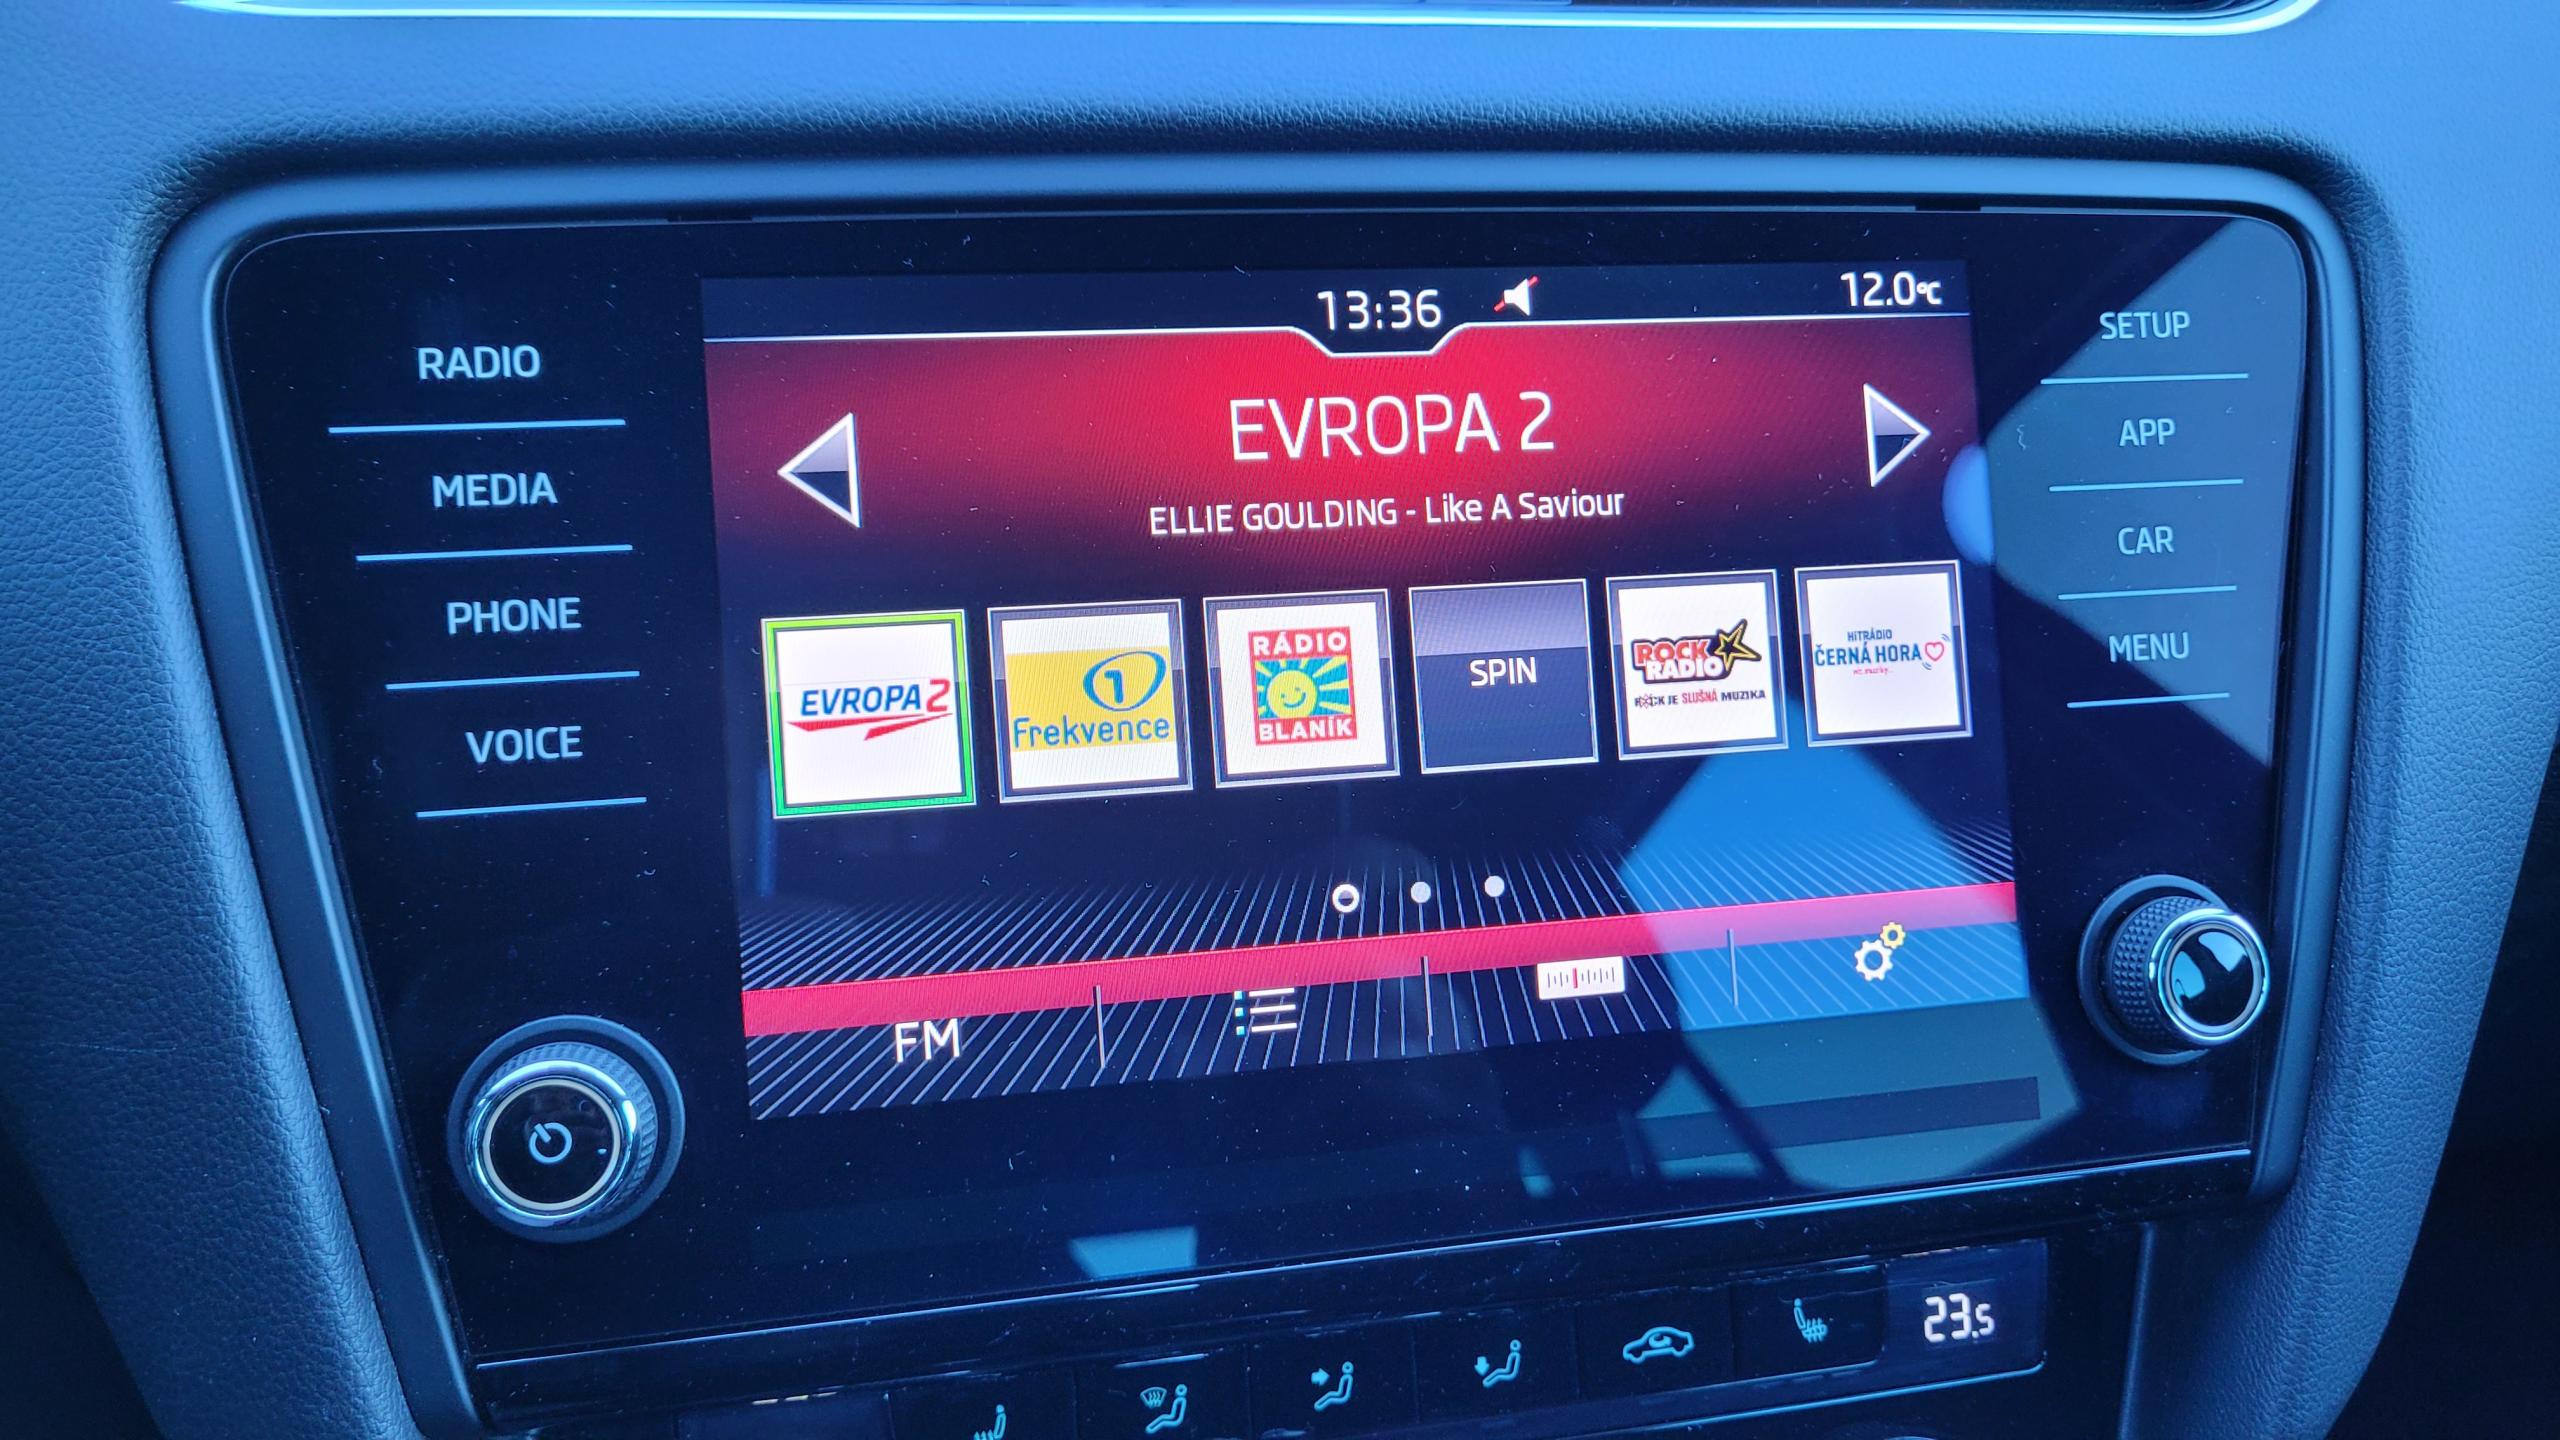 13:36
12.0°C
RADIO
MEDIA
PHONE
VOICE
EVROPA 2
ELLIE GOULDING - Like A Saviour
EVROPA 2
1
Frekvence
RÁDIO
BLANÍK
SPIN
ROCK
RADIO
ROCK JE SLUŠNÁ MUZIKA
HITRÁDIO
ČERNÁ HORA
FM
SETUP
APP
CAR
MENU
23.5